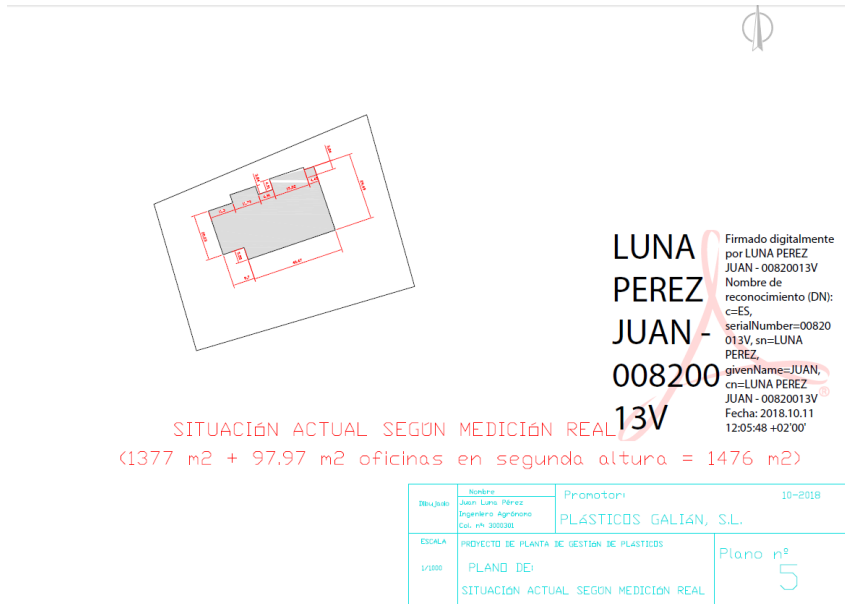 LUNA
PEREZ
JUAN -
008200
13V
Firmado digitalmente
por LUNA PEREZ
JUAN - 00820013V
Nombre de
reconocimiento (DN):
c=ES,
serialNumber=00820
013V, sn=LUNA
PEREZ,
givenName=JUAN,
cn=LUNA PEREZ
JUAN - 00820013V
Fecha: 2018.10.11
12:05:48 +02'00'
SITUACIóN ACTUAL SEGÚN MEDICIóN REAL
(1377 m2 + 97.97 m2 oficinas en segunda altura = 1476 m2)
Dibujado
Nombre
Juan Luna Pérez
Ingeniero Agrónomo
Col. nº: 3000381
Promotor:
10-2018
PLáSTICOS GALIáN, S.L.
ESCALA
1/1000
PROYECTO DE PLANTA DE GESTIóN DE PLáSTICOS
PLANO DE:
SITUACIóN ACTUAL SEGÚN MEDICIóN REAL
Plano nº
5